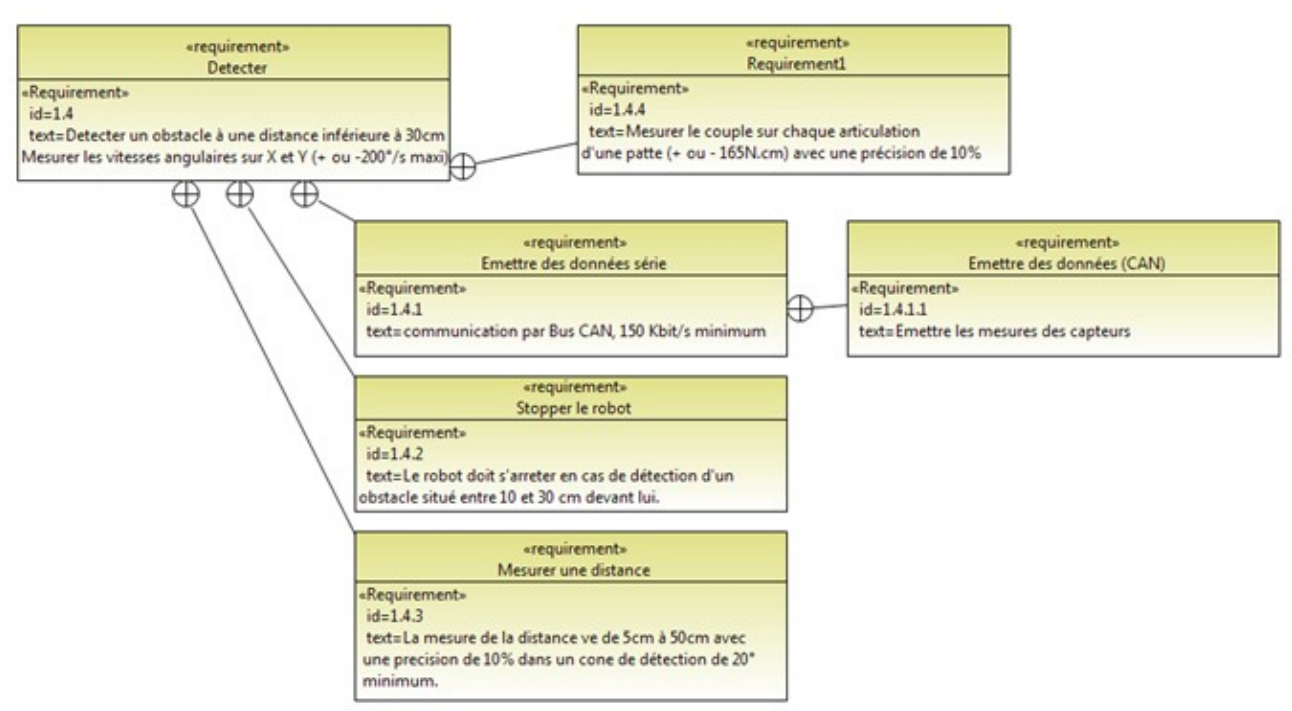 «requirement»
Detecter
«Requirement»
id=1.4
text=Detecter un obstacle à une distance inférieure à 30cm
Mesurer les vitesses angulaires sur X et Y (+ ou -200°/s maxi)
«requirement»
Requirement1
«Requirement»
id=1.4.4
text=Mesurer le couple sur chaque articulation
d'une patte (+ ou - 165N.cm) avec une précision de 10%
«requirement»
Emettre des données série
«Requirement»
id=1.4.1
text=communication par Bus CAN, 150 Kbit/s minimum
«requirement»
Emettre des données (CAN)
«Requirement»
id=1.4.1.1
text=Emettre les mesures des capteurs
«requirement»
Stopper le robot
«Requirement»
id=1.4.2
text=Le robot doit s'arreter en cas de détection d'un
obstacle situé entre 10 et 30 cm devant lui.
«requirement»
Mesurer une distance
«Requirement»
id=1.4.3
text=La mesure de la distance ve de 5cm à 50cm avec
une precision de 10% dans un cone de détection de 20°
minimum.